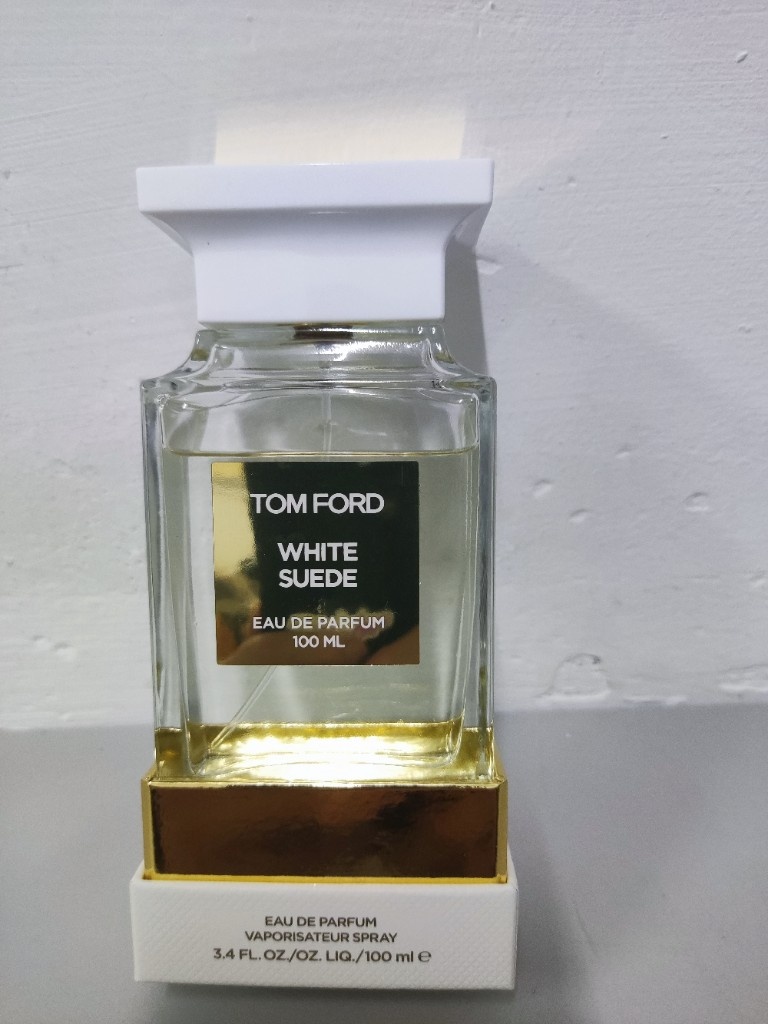 TOM FORD
WHITE
SUEDE
EAU DE PARFUM
100 ML
EAU DE PARFUM
VAPORISATEUR SPRAY
3.4 FL.OZ./OZ. LIQ./100 ml ℮